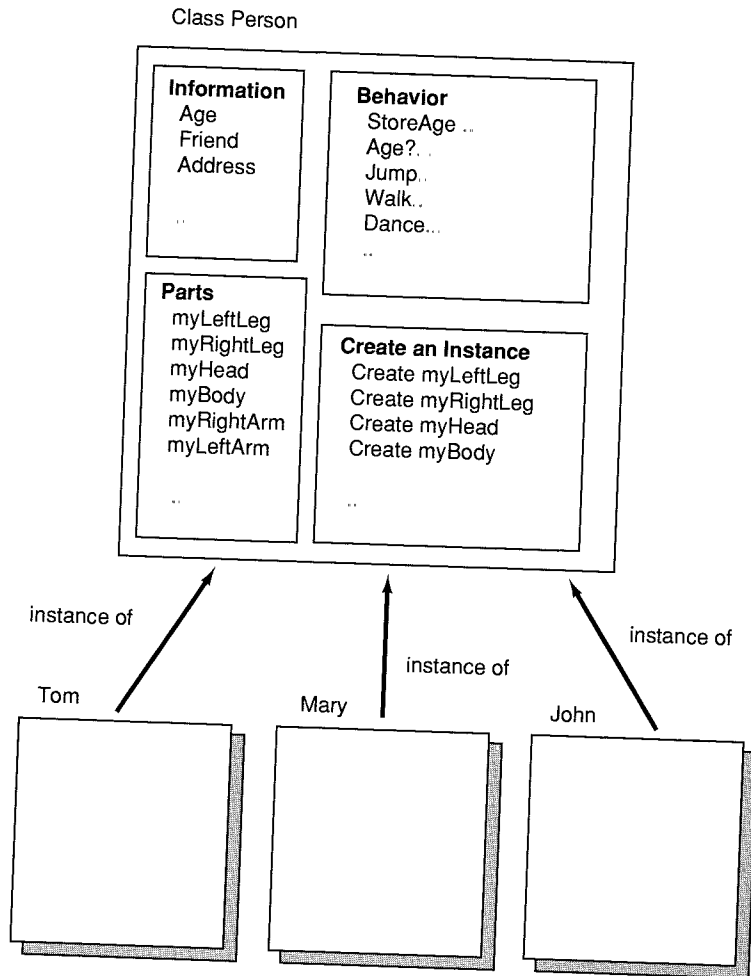 Class Person
Information
Age
Friend
Address
..
Behavior
StoreAge ..
Age?..
Jump..
Walk..
Dance...
..
Parts
myLeftLeg
myRightLeg
myHead
myBody
myRightArm
myLeftArm
..
Create an Instance
Create myLeftLeg
Create myRightLeg
Create myHead
Create myBody
..
instance of
instance of
instance of
Tom
Mary
John